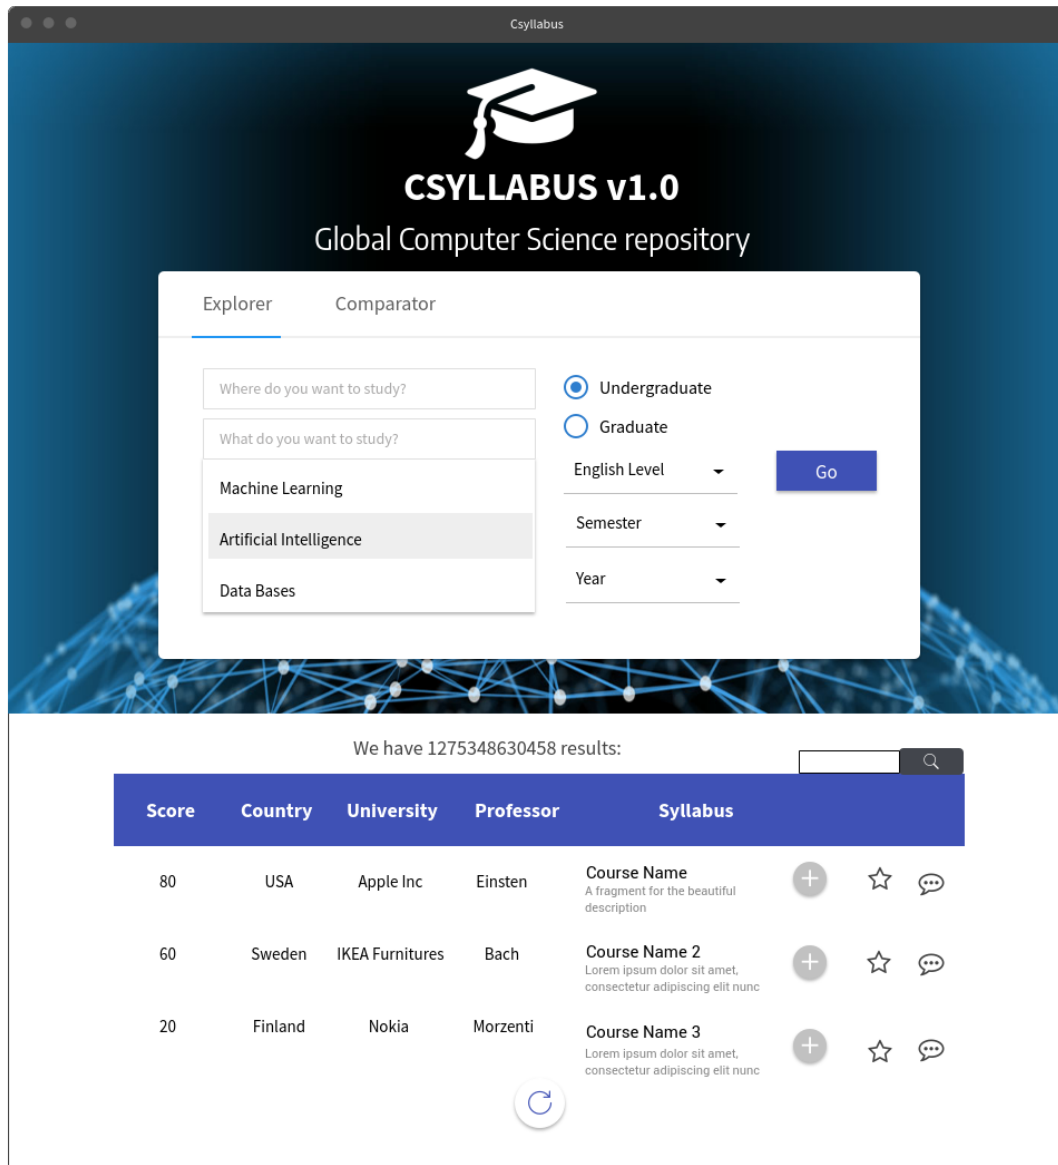 Csyllabus
CSYLLABUS v1.0
Global Computer Science repository
Explorer Comparator
Where do you want to study?
What do you want to study?
Machine Learning
Artificial Intelligence
Data Bases
Undergraduate
Graduate
English Level
Semester
Year
Go
We have 1275348630458 results:
Score Country University Professor Syllabus
80 USA Apple Inc Einsten Course Name
A fragment for the beautiful
description
60 Sweden IKEA Furnitures Bach Course Name 2
Lorem ipsum dolor sit amet,
consectetur adipiscing elit nunc
20 Finland Nokia Morzenti Course Name 3
Lorem ipsum dolor sit amet,
consectetur adipiscing elit nunc